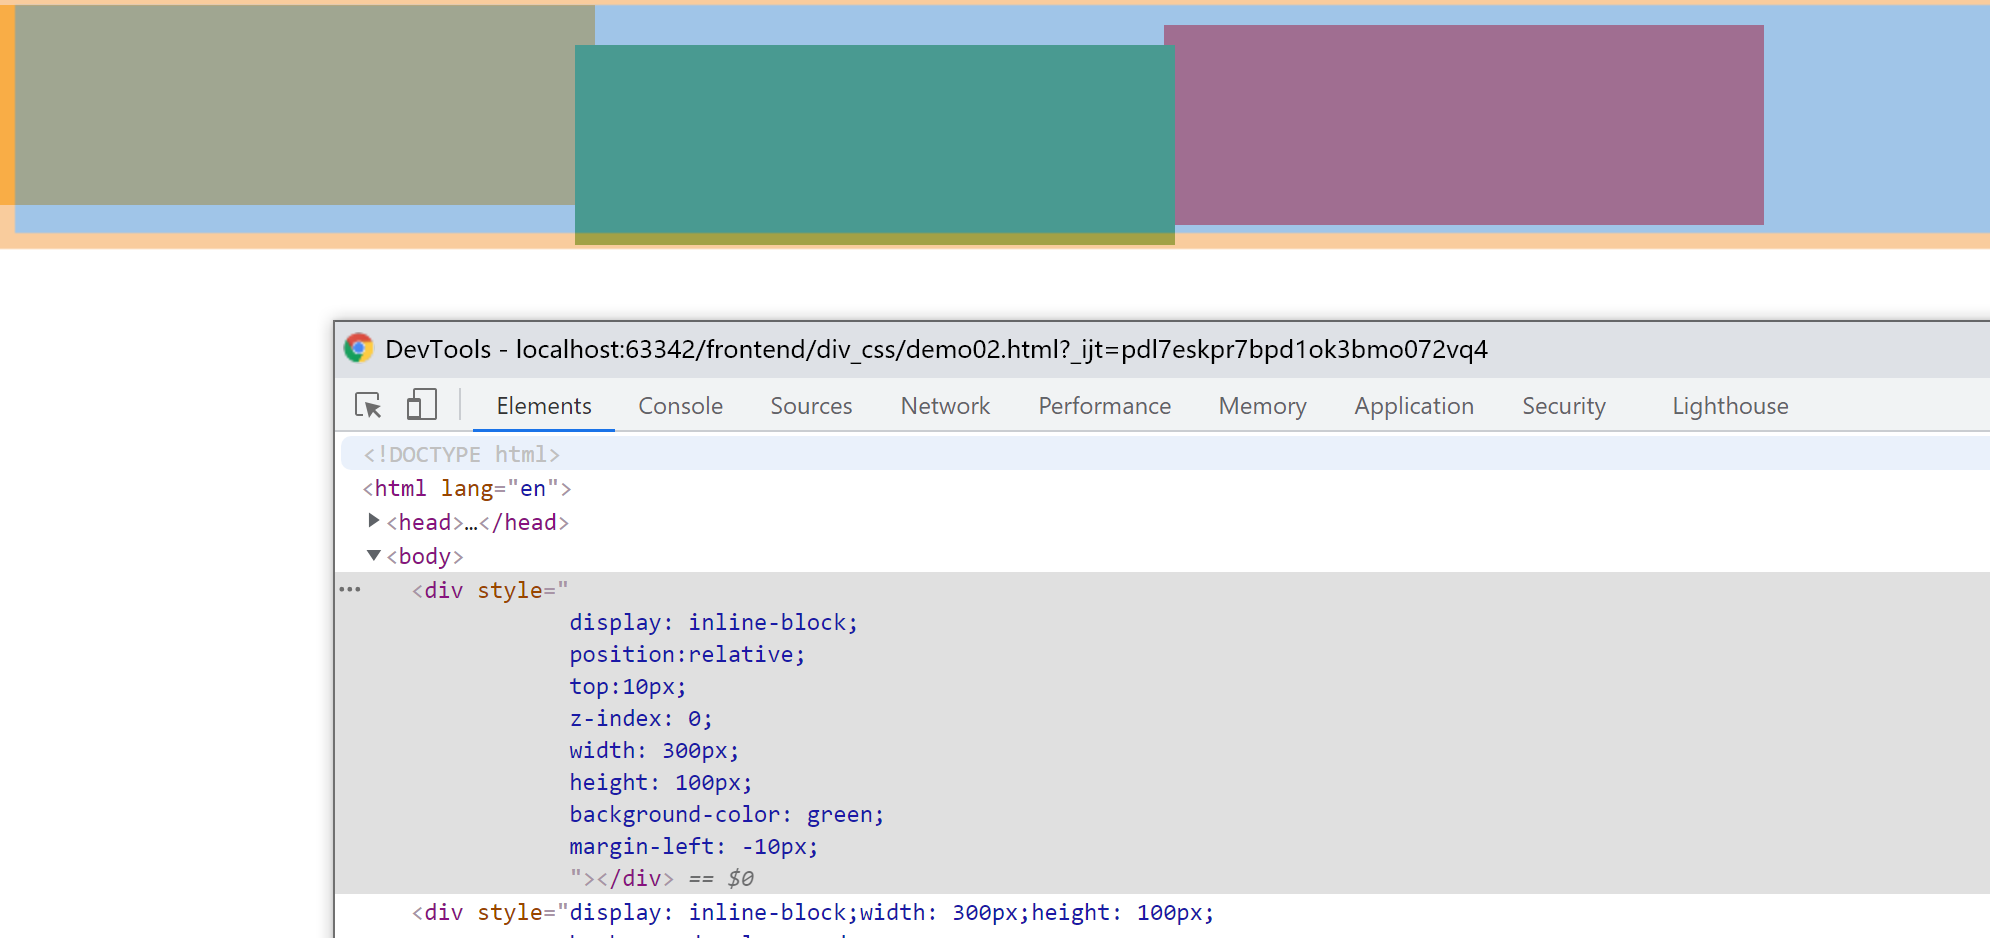 DevTools - localhost:63342/frontend/div_css/demo02.html?_ijt=pdl7eskpr7bpd1ok3bmo072vq4
Elements Console Sources Network Performance Memory Application Security Lighthouse
<!DOCTYPE html>
<html lang="en">
<head>…</head>
<body>
<div style="
display: inline-block;
position:relative;
top:10px;
z-index: 0;
width: 300px;
height: 100px;
background-color: green;
margin-left: -10px;
"></div> == $0
<div style="display: inline-block;width: 300px;height: 100px;